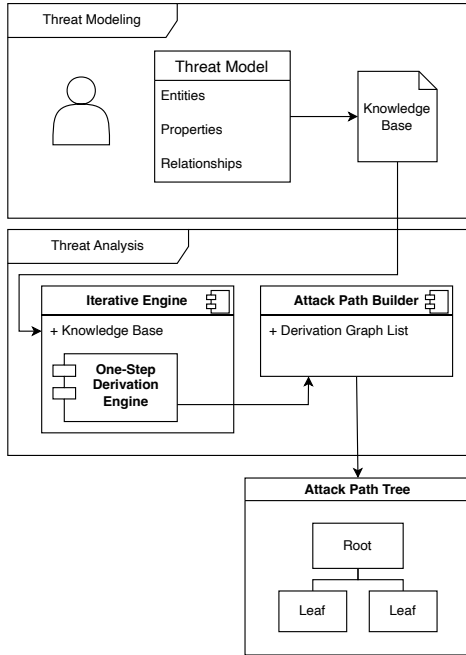 Threat Modeling
Threat Model
Entities
Properties
Relationships
Knowledge
Base
Threat Analysis
Iterative Engine
+ Knowledge Base
One-Step
Derivation
Engine
Attack Path Builder
+ Derivation Graph List
Attack Path Tree
Root
Leaf
Leaf